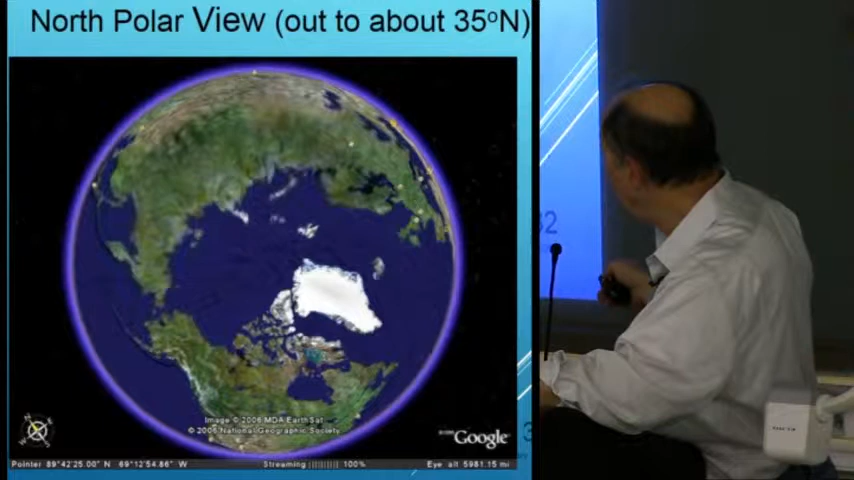 North Polar View (out to about 35ºN)
32
Image © 2006 MDA EarthSat
© 2006 National Geographic Society
Google
Pointer 89°42'25.00" N 69°12'54.86" W Streaming |||||||||| 100% Eye alt 5981.15 mi